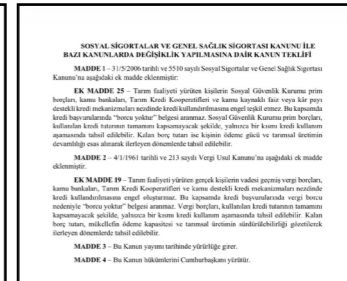 SOSYAL SİGORTALAR VE GENEL SAĞLIK SİGORTASI KANUNU İLE
BAZI KANUNLARDA DEĞİŞİKLİK YAPILMASINA DAİR KANUN TEKLİFİ
MADDE 1 – 31/5/2006 tarihli ve 5510 sayılı Sosyal Sigortalar ve Genel Sağlık Sigortası
Kanunu’na aşağıdaki ek madde eklenmiştir:
EK MADDE 25 – Tarım faaliyeti yürüten kişilerin Sosyal Güvenlik Kurumu prim
borçları, kamu bankaları, Tarım Kredi Kooperatifleri ve kamu kaynaklı faiz veya kâr payı
destekli kredi mekanizmaları nezdinde kredi kullandırılmasına engel teşkil etmez. Bu kapsamda
kredi başvurularında “borcu yoktur” belgesi aranmaz. Sosyal Güvenlik Kurumu prim borçları,
kullanılan kredi tutarının tamamını kapsamayacak şekilde, yalnızca bir kısmı kredi kullanım
aşamasında tahsil edilebilir. Kalan borç tutarı ise kişinin ödeme gücü ve tarımsal üretimin
devamlılığı esas alınarak ilerleyen dönemlerde tahsil edilebilir.
MADDE 2 – 4/1/1961 tarihli ve 213 sayılı Vergi Usul Kanunu’na aşağıdaki ek madde
eklenmiştir.
EK MADDE 19 – Tarım faaliyeti yürüten gerçek kişilerin vadesi geçmiş vergi borçları,
kamu bankaları, Tarım Kredi Kooperatifleri ve kamu destekli kredi mekanizmaları nezdinde
kredi kullandırılmasına engel oluşturmaz. Bu kapsamda kredi başvurularında vergi borcu
nedeniyle “borcu yoktur” belgesi aranmaz. Vergi borçları, kullanılan kredi tutarının tamamını
kapsamayacak şekilde, yalnızca bir kısmı kredi kullanım aşamasında tahsil edilebilir. Kalan
borç tutarı, mükellefin ödeme kapasitesi ve tarımsal üretimin sürdürülebilirliği gözetilerek
ilerleyen dönemlerde tahsil edilebilir.
MADDE 3 – Bu Kanun yayımı tarihinde yürürlüğe girer.
MADDE 4 – Bu Kanun hükümlerini Cumhurbaşkanı yürütür.